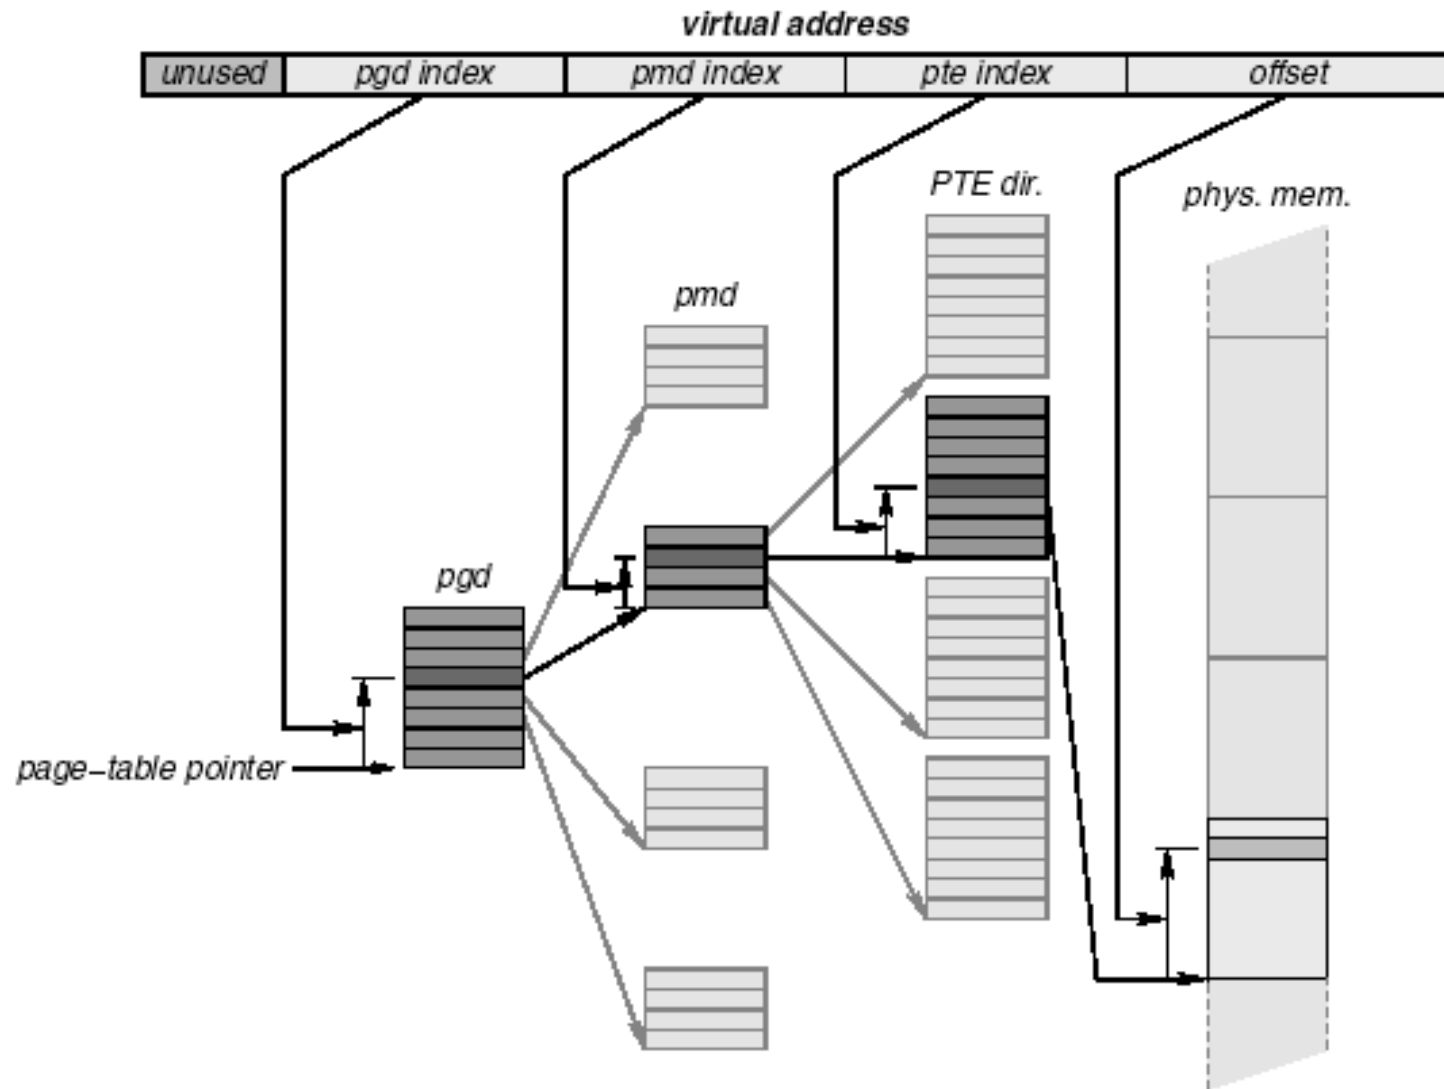 virtual address
unused pgd index pmd index pte index offset
PTE dir.
phys. mem.
pmd
pgd
page-table pointer